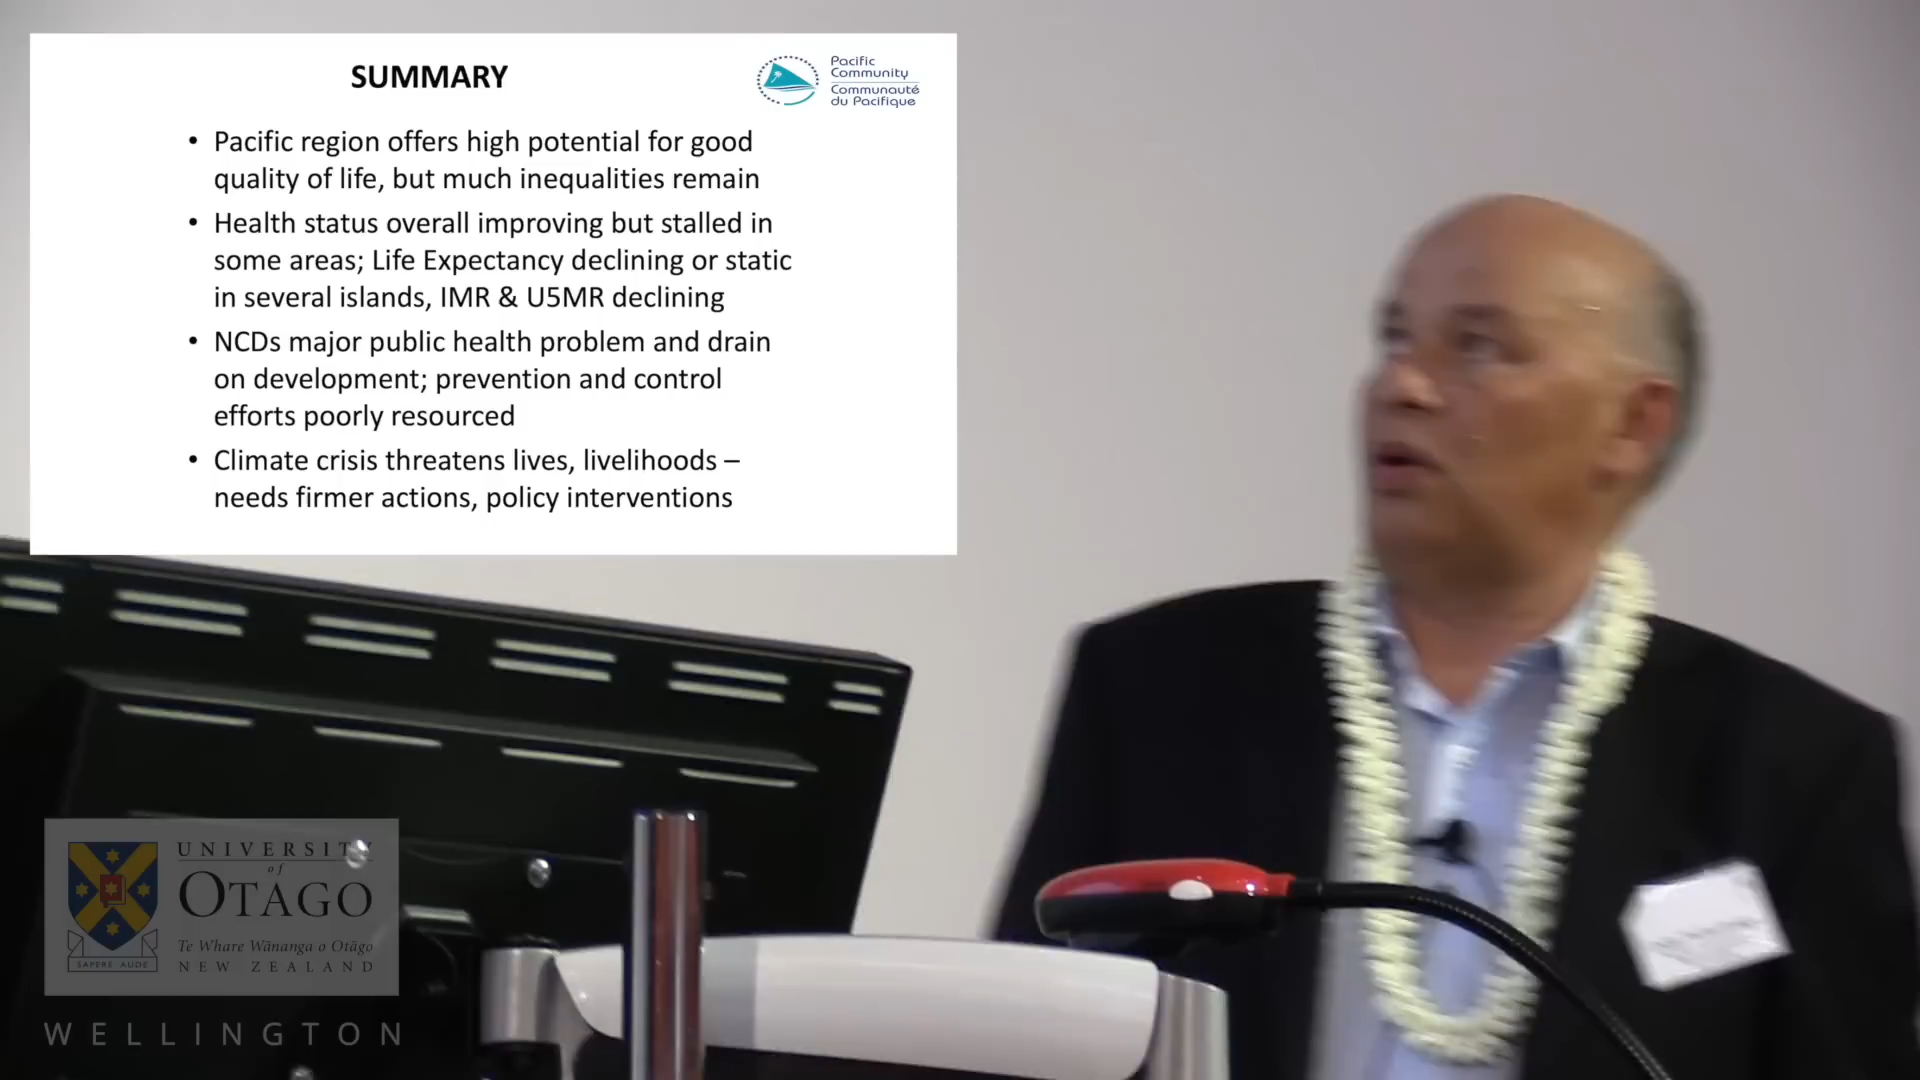 SUMMARY
Pacific
Community
Communauté
du Pacifique
• Pacific region offers high potential for good
quality of life, but much inequalities remain
• Health status overall improving but stalled in
some areas; Life Expectancy declining or static
in several islands, IMR & U5MR declining
• NCDs major public health problem and drain
on development; prevention and control
efforts poorly resourced
• Climate crisis threatens lives, livelihoods –
needs firmer actions, policy interventions
UNIVERSITY
of
OTAGO
Te Whare Wānanga o Otāgo
NEW ZEALAND
SAPERE AUDE
WELLINGTON